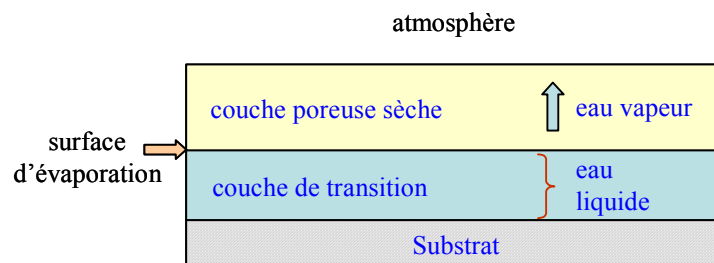 atmosphère
couche poreuse sèche
eau vapeur
surface
d'évaporation
couche de transition
eau
liquide
Substrat